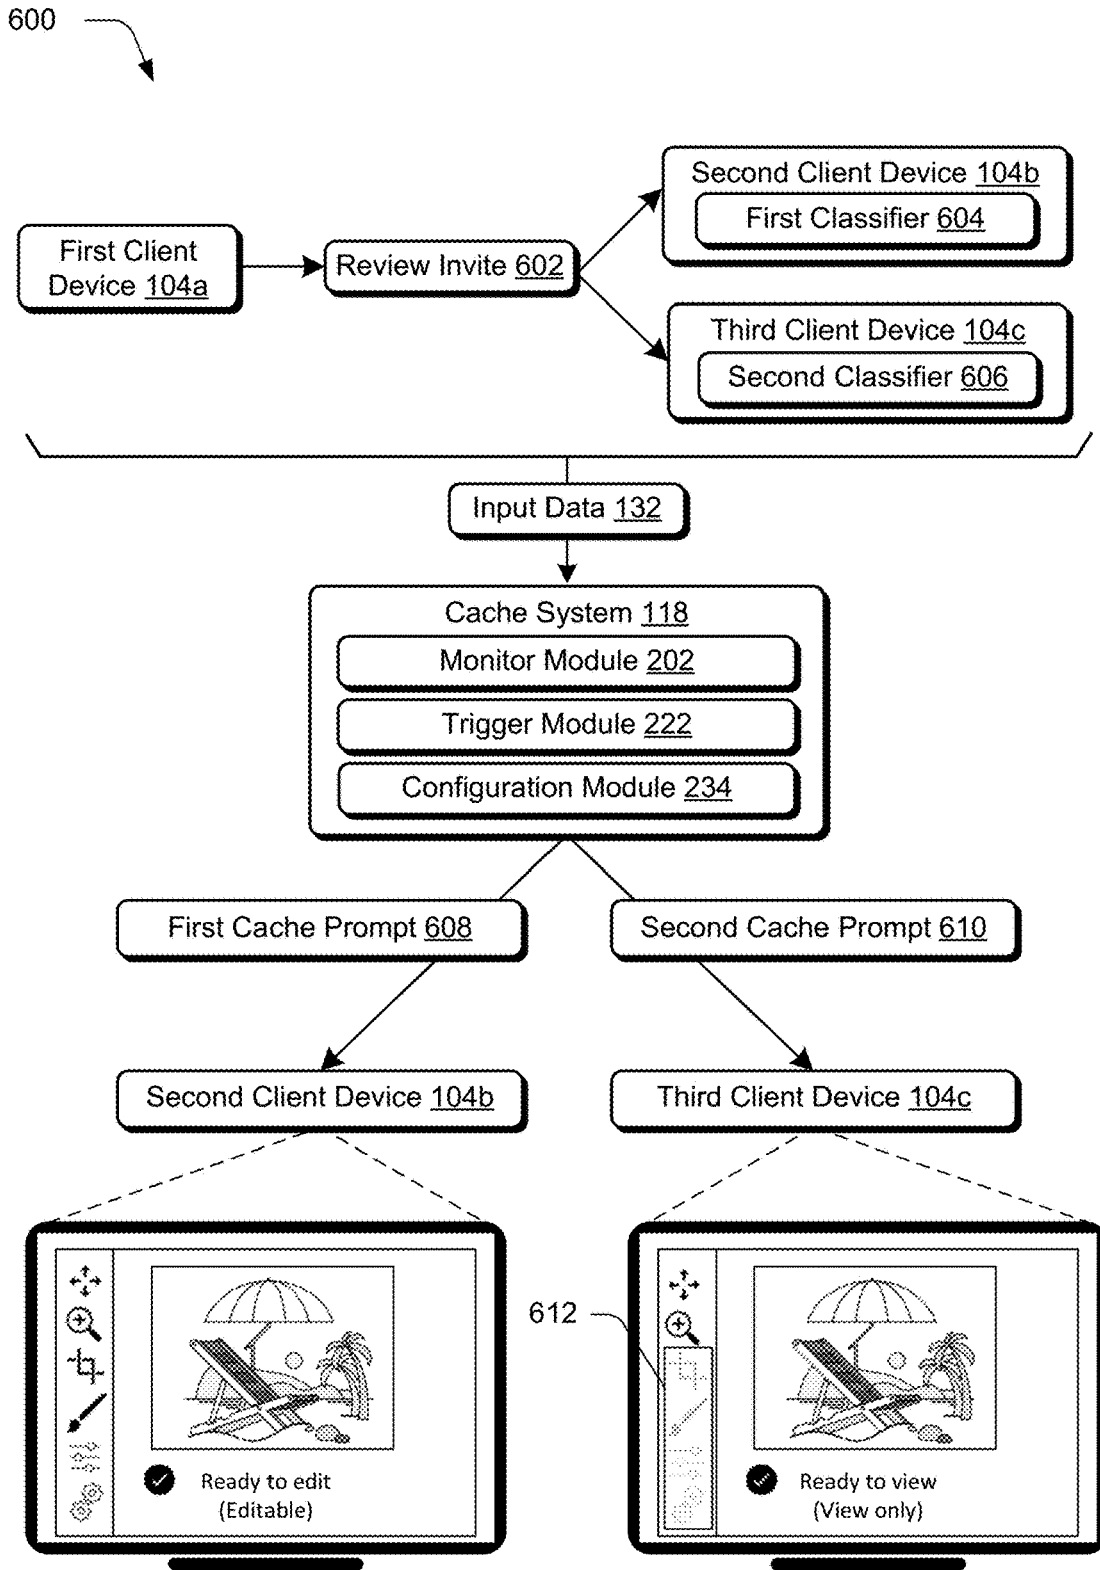 600
Second Client Device 104b
First Classifier 604
First Client
Device 104a
Review Invite 602
Third Client Device 104c
Second Classifier 606
Input Data 132
Cache System 118
Monitor Module 202
Trigger Module 222
Configuration Module 234
First Cache Prompt 608
Second Cache Prompt 610
Second Client Device 104b
Third Client Device 104c
612
Ready to edit
(Editable)
Ready to view
(View only)